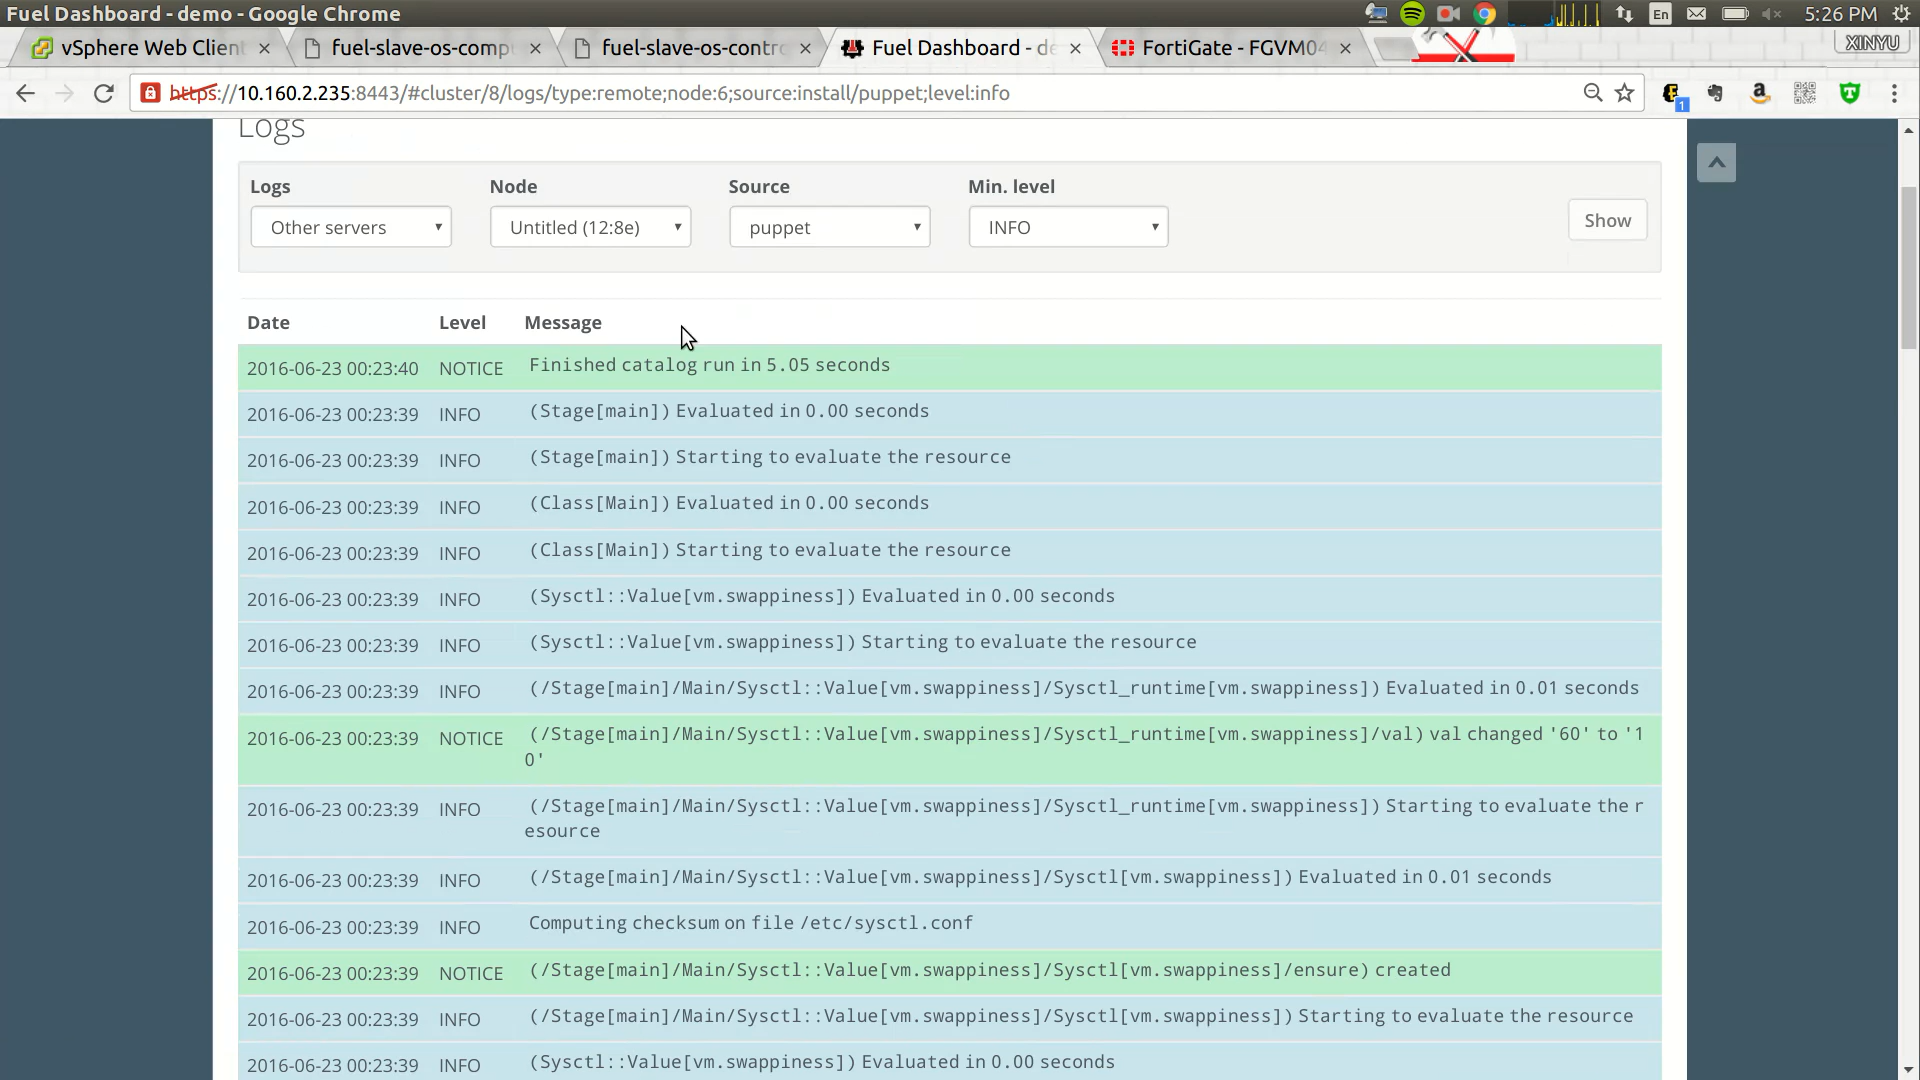 Fuel Dashboard - demo - Google Chrome
En
5:26 PM
vSphere Web Client
fuel-slave-os-comp
fuel-slave-os-contro
Fuel Dashboard - de
FortiGate - FGVM04
XINYU
https://10.160.2.235:8443/#cluster/8/logs/type:remote;node:6;source:install/puppet;level:info
1
Logs
Logs Node Source Min. level
Other servers Untitled (12:8e) puppet INFO Show
Date Level Message
2016-06-23 00:23:40 NOTICE Finished catalog run in 5.05 seconds
2016-06-23 00:23:39 INFO (Stage[main]) Evaluated in 0.00 seconds
2016-06-23 00:23:39 INFO (Stage[main]) Starting to evaluate the resource
2016-06-23 00:23:39 INFO (Class[Main]) Evaluated in 0.00 seconds
2016-06-23 00:23:39 INFO (Class[Main]) Starting to evaluate the resource
2016-06-23 00:23:39 INFO (Sysctl::Value[vm.swappiness]) Evaluated in 0.00 seconds
2016-06-23 00:23:39 INFO (Sysctl::Value[vm.swappiness]) Starting to evaluate the resource
2016-06-23 00:23:39 INFO (/Stage[main]/Main/Sysctl::Value[vm.swappiness]/Sysctl_runtime[vm.swappiness]) Evaluated in 0.01 seconds
2016-06-23 00:23:39 NOTICE (/Stage[main]/Main/Sysctl::Value[vm.swappiness]/Sysctl_runtime[vm.swappiness]/val) val changed '60' to '1
0'
2016-06-23 00:23:39 INFO (/Stage[main]/Main/Sysctl::Value[vm.swappiness]/Sysctl_runtime[vm.swappiness]) Starting to evaluate the r
esource
2016-06-23 00:23:39 INFO (/Stage[main]/Main/Sysctl::Value[vm.swappiness]/Sysctl[vm.swappiness]) Evaluated in 0.01 seconds
2016-06-23 00:23:39 INFO Computing checksum on file /etc/sysctl.conf
2016-06-23 00:23:39 NOTICE (/Stage[main]/Main/Sysctl::Value[vm.swappiness]/Sysctl[vm.swappiness]/ensure) created
2016-06-23 00:23:39 INFO (/Stage[main]/Main/Sysctl::Value[vm.swappiness]/Sysctl[vm.swappiness]) Starting to evaluate the resource
2016-06-23 00:23:39 INFO (Sysctl::Value[vm.swappiness]) Evaluated in 0.00 seconds